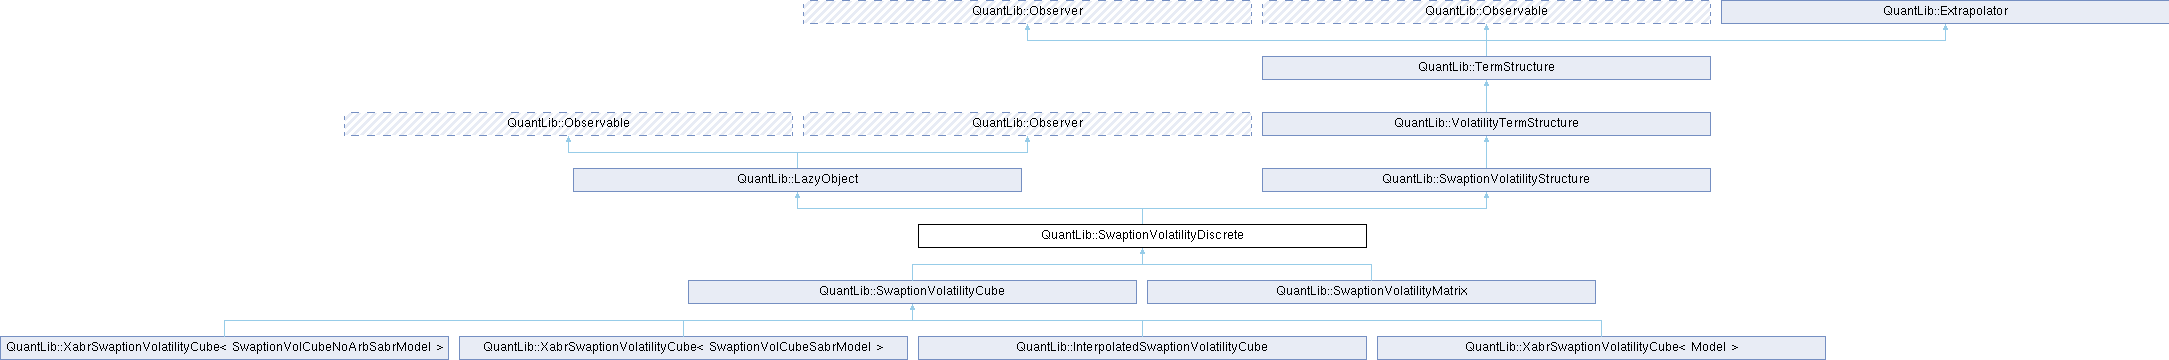 QuantLib::Observer
QuantLib::Observable
QuantLib::Extrapolator
QuantLib::TermStructure
QuantLib::Observable
QuantLib::Observer
QuantLib::VolatilityTermStructure
QuantLib::LazyObject
QuantLib::SwaptionVolatilityStructure
QuantLib::SwaptionVolatilityDiscrete
QuantLib::SwaptionVolatilityCube
QuantLib::SwaptionVolatilityMatrix
QuantLib::XabrSwaptionVolatilityCube< SwaptionVolCubeNoArbSabrModel >
QuantLib::XabrSwaptionVolatilityCube< SwaptionVolCubeSabrModel >
QuantLib::InterpolatedSwaptionVolatilityCube
QuantLib::XabrSwaptionVolatilityCube< Model >